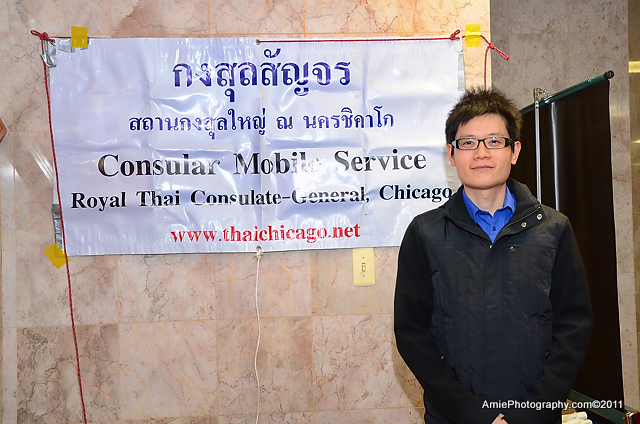 กงสุลสัญจร
สถานกงสุลใหญ่ ณ นครชิคาโก
Consular Mobile Service
Royal Thai Consulate-General, Chicago
www.thaichicago.net
AmiePhotography.com©2011